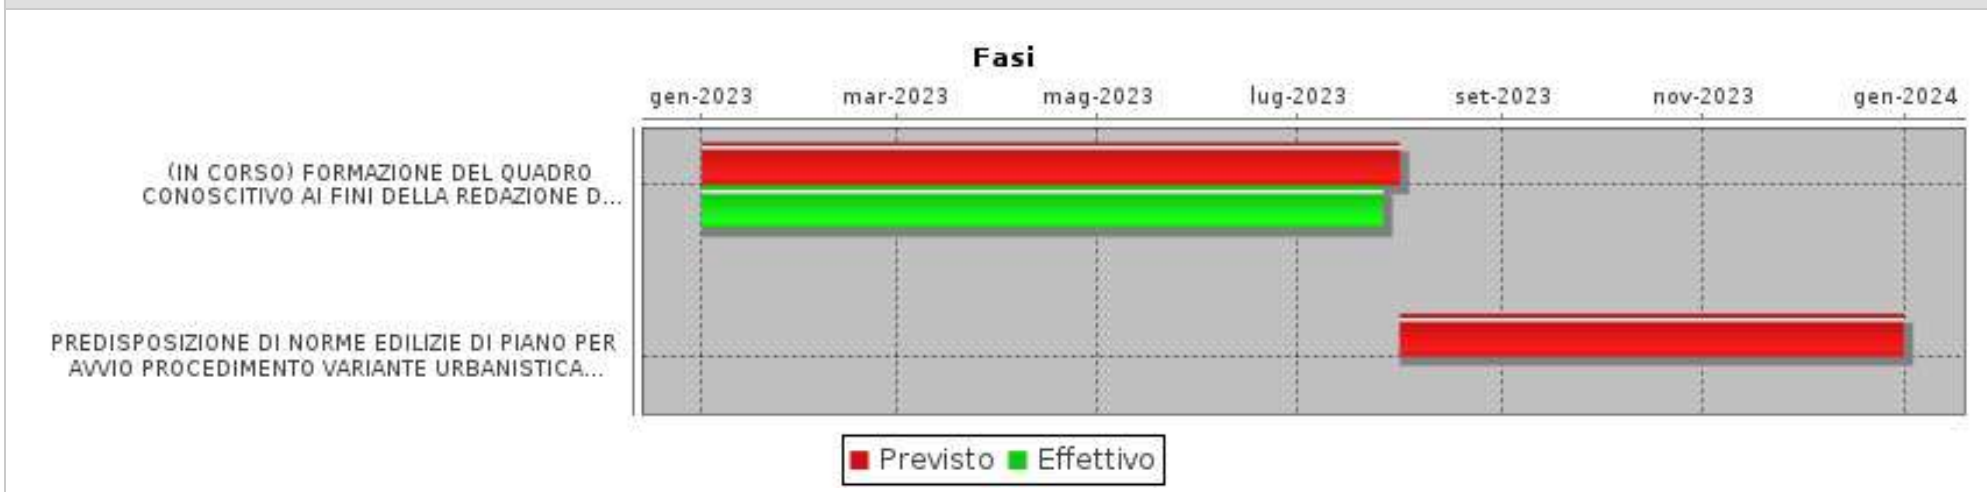 Fasi
gen-2023 mar-2023 mag-2023 lug-2023 set-2023 nov-2023 gen-2024
(IN CORSO) FORMAZIONE DEL QUADRO
CONOSCITIVO AI FINI DELLA REDAZIONE D...
PREDISPOSIZIONE DI NORME EDILIZIE DI PIANO PER
AVVIO PROCEDIMENTO VARIANTE URBANISTICA...
Previsto Effettivo